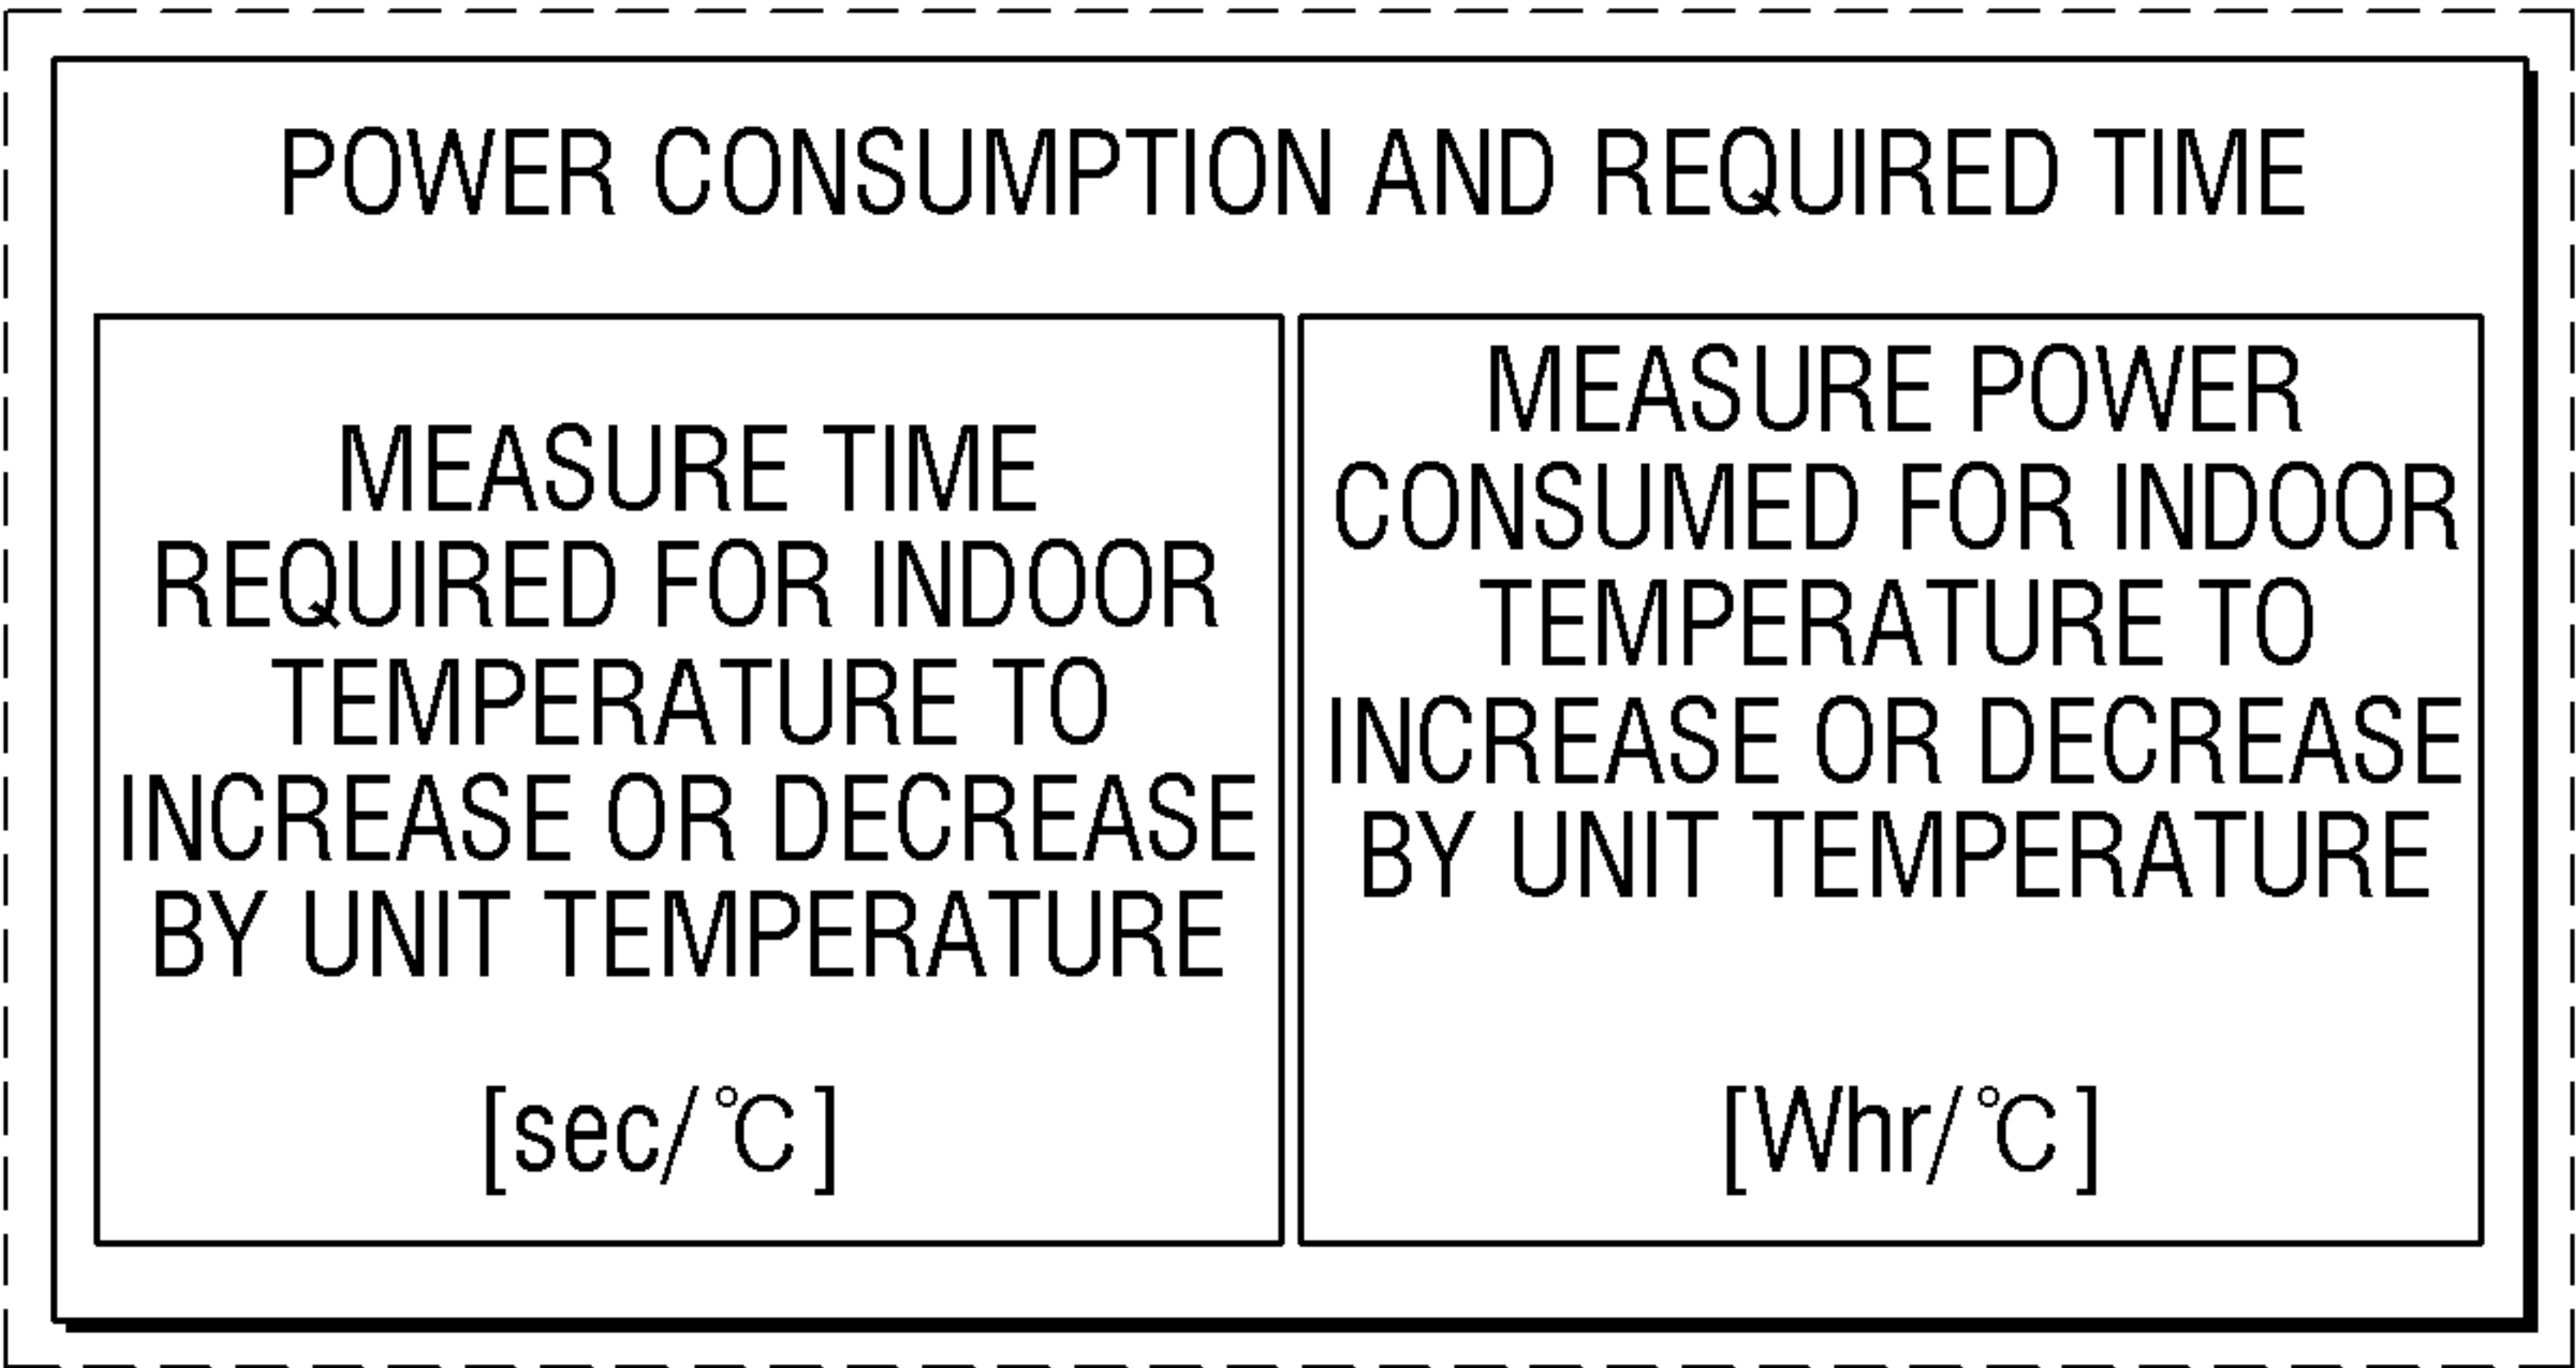 POWER CONSUMPTION AND REQUIRED TIME
MEASURE TIME
REQUIRED FOR INDOOR
TEMPERATURE TO
INCREASE OR DECREASE
BY UNIT TEMPERATURE
[sec/℃]
MEASURE POWER
CONSUMED FOR INDOOR
TEMPERATURE TO
INCREASE OR DECREASE
BY UNIT TEMPERATURE
[Whr/℃]